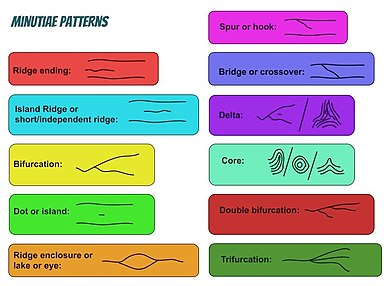 MINUTIAE PATTERNS
Ridge ending:
Island Ridge or
short/independent ridge:
Bifurcation:
Dot or island:
Ridge enclosure or
lake or eye:
Spur or hook:
Bridge or crossover:
Delta:
Core:
Double bifurcation:
Trifurcation: